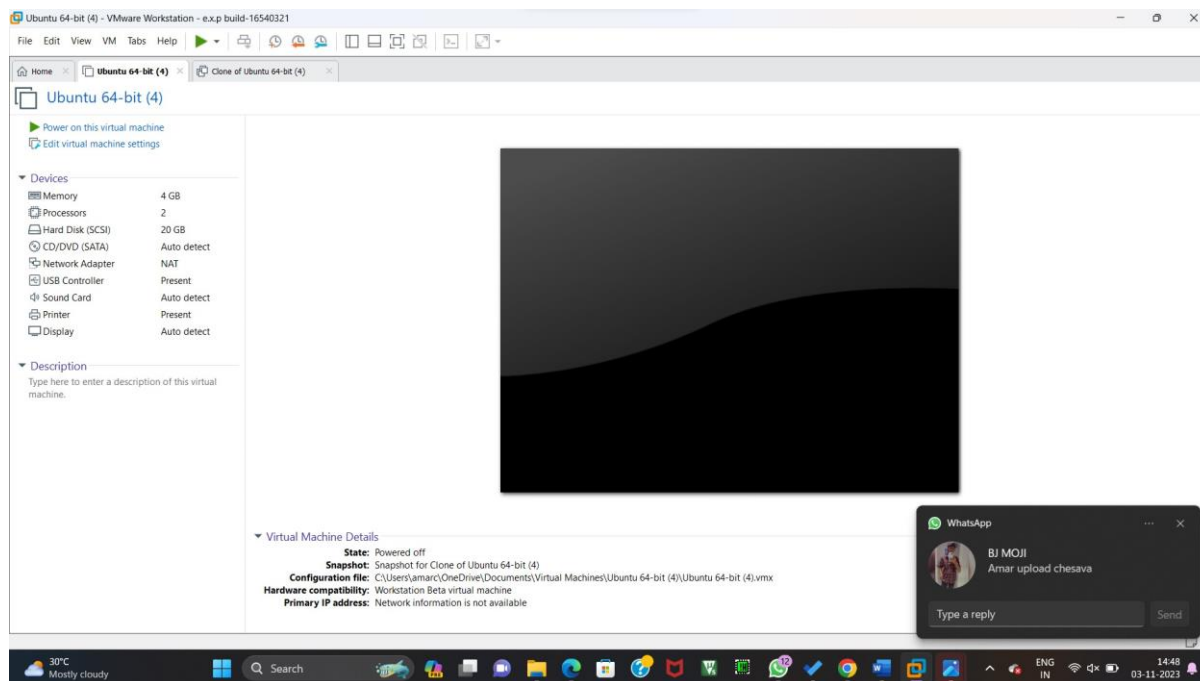 Ubuntu 64-bit (4) - VMware Workstation - e.x.p build-16540321
File Edit View VM Tabs Help
Home Ubuntu 64-bit (4) Clone of Ubuntu 64-bit (4)
Ubuntu 64-bit (4)
Power on this virtual machine
Edit virtual machine settings
Devices
Memory 4 GB
Processors 2
Hard Disk (SCSI) 20 GB
CD/DVD (SATA) Auto detect
Network Adapter NAT
USB Controller Present
Sound Card Auto detect
Printer Present
Display Auto detect
Description
Type here to enter a description of this virtual
machine.
Virtual Machine Details
State: Powered off
Snapshot: Snapshot for Clone of Ubuntu 64-bit (4)
Configuration file: C:\Users\amarc\OneDrive\Documents\Virtual Machines\Ubuntu 64-bit (4)\Ubuntu 64-bit (4).vmx
Hardware compatibility: Workstation Beta virtual machine
Primary IP address: Network information is not available
WhatsApp
BJ MOJI
Amar upload chesava
Type a reply Send
30°C
Mostly cloudy
Search
12
ENG
IN
14:48
03-11-2023